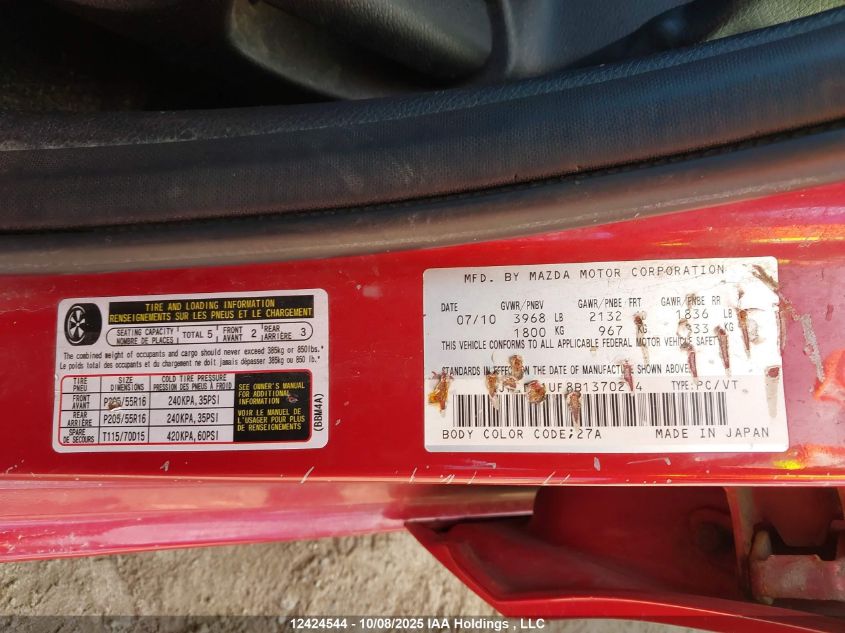 TIRE AND LOADING INFORMATION
RENSEIGNEMENTS SUR LES PNEUS ET LE CHARGEMENT
SEATING CAPACITY
NOMBRE DE PLACES
TOTAL 5
FRONT
AVANT 2
REAR
ARRIÈRE 3
The combined weight of occupants and cargo should never exceed 385kg or 850lbs.
Le poids total des occupants et du chargement ne doit jamais dépasser 385kg ou 850 lb.
TIRE
PNEU
SIZE
DIMENSIONS
COLD TIRE PRESSURE
PRESSION DES PNEUS À FROID
FRONT
AVANT
P205/55R16
240KPA, 35PSI
REAR
ARRIÈRE
P205/55R16
240KPA, 35PSI
SPARE
DE SECOURS
T115/70D15
420KPA, 60PSI
SEE OWNER'S MANUAL
FOR ADDITIONAL
INFORMATION
VOIR LE MANUEL DE
L'USAGER POUR PLUS
DE RENSEIGNEMENTS
(BBM4A)
MFD. BY MAZDA MOTOR CORPORATION
DATE GVWR/PNBV GAWR/PNBE FRT GAWR/PNBE RR
07/10 3968 LB 2132 LB 1836 LB
1800 KG 967 KG KG
THIS VEHICLE CONFORMS TO ALL APPLICABLE FEDERAL MOTOR VEHICLE SAFETY
STANDARDS IN EFFECT ON THE DATE OF MANUFACTURE SHOWN ABOVE.
TYPE:PC/VT
BODY COLOR CODE;27A MADE IN JAPAN
12424544 - 10/08/2025 IAA Holdings, LLC